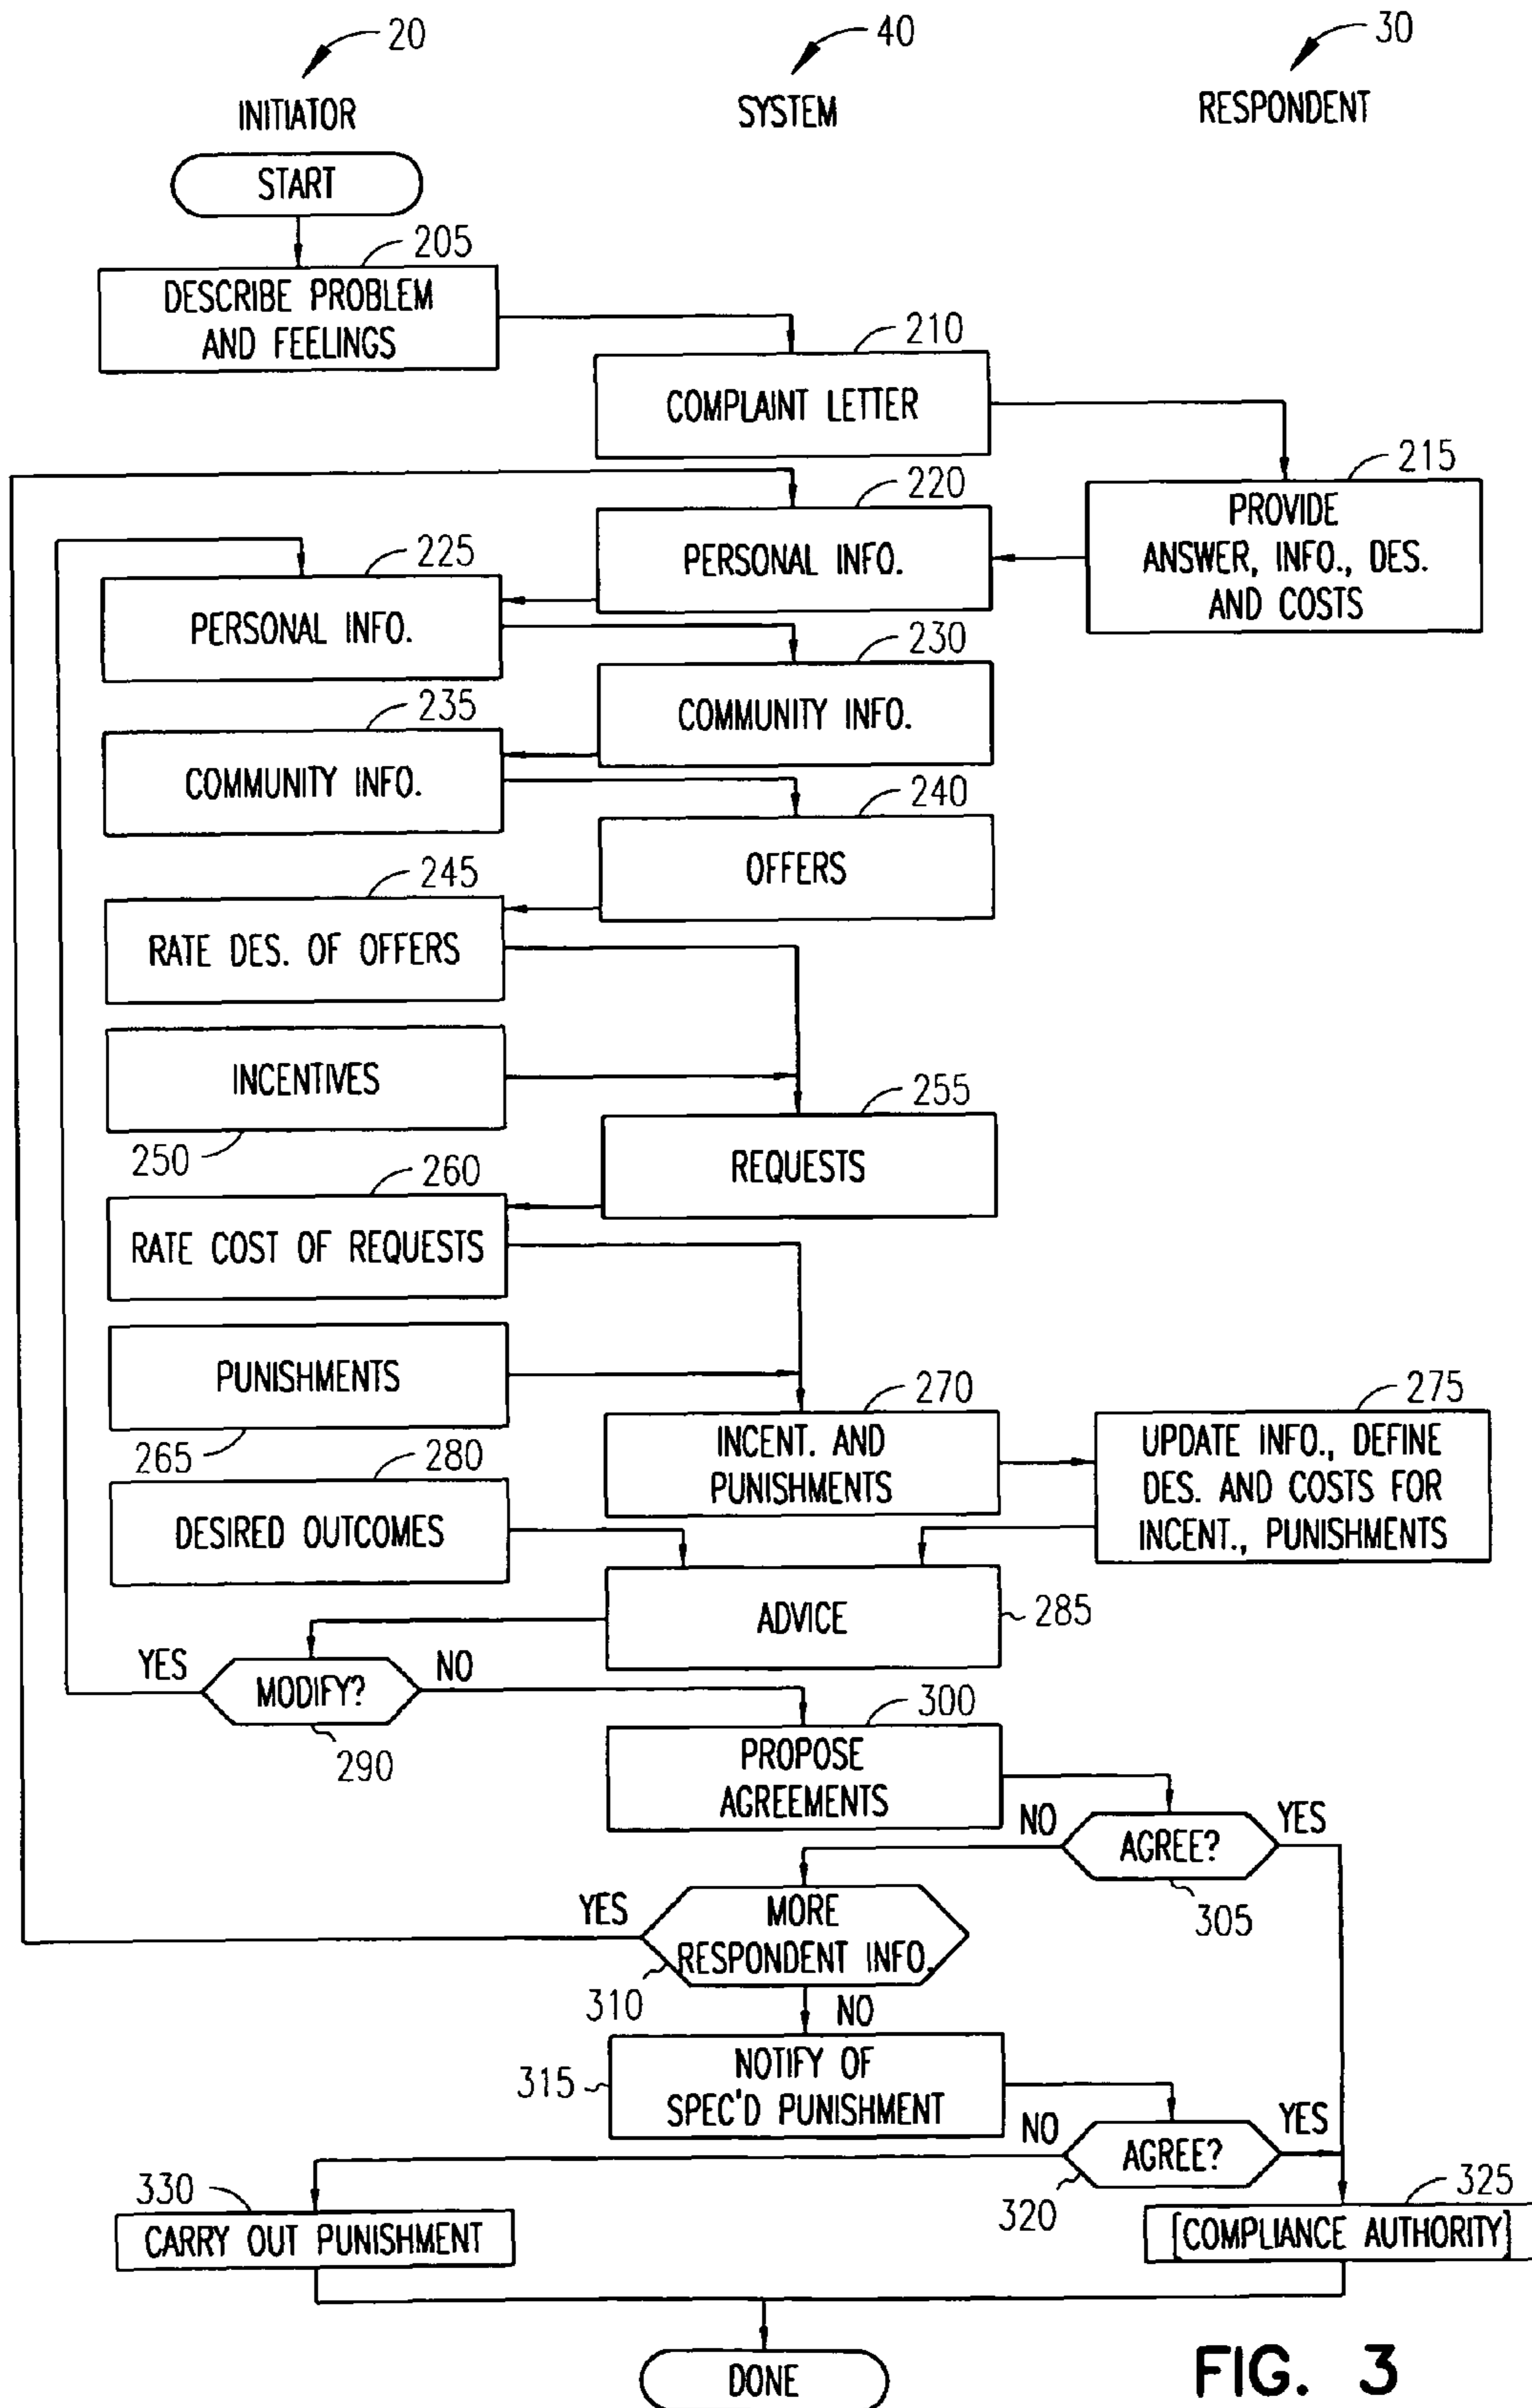 20
40
30
INITIATOR
SYSTEM
RESPONDENT
START
205
DESCRIBE PROBLEM
AND FEELINGS
210
COMPLAINT LETTER
215
PROVIDE
ANSWER, INFO., DES.
AND COSTS
220
PERSONAL INFO.
225
PERSONAL INFO.
230
COMMUNITY INFO.
235
COMMUNITY INFO.
240
OFFERS
245
RATE DES. OF OFFERS
INCENTIVES
250
255
REQUESTS
260
RATE COST OF REQUESTS
PUNISHMENTS
265
270
INCENT. AND
PUNISHMENTS
275
UPDATE INFO., DEFINE
DES. AND COSTS FOR
INCENT., PUNISHMENTS
280
DESIRED OUTCOMES
ADVICE
285
YES
MODIFY?
NO
290
300
PROPOSE
AGREEMENTS
NO
AGREE?
YES
305
YES
MORE
RESPONDENT INFO.
310
NO
315
NOTIFY OF
SPEC'D PUNISHMENT
NO
AGREE?
YES
320
330
CARRY OUT PUNISHMENT
325
[COMPLIANCE AUTHORITY]
DONE
FIG. 3